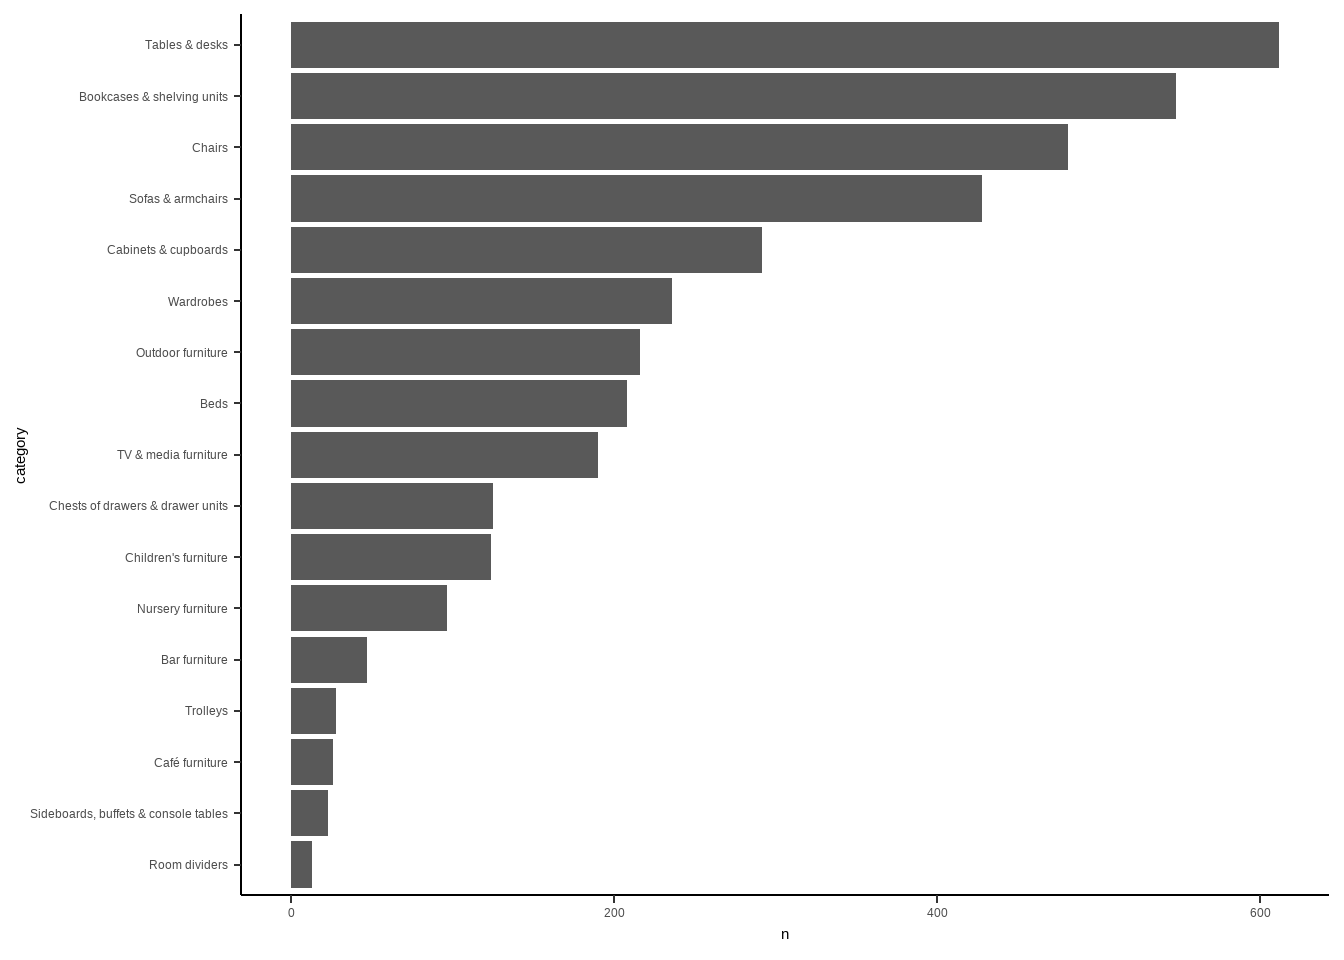 Tables & desks
Bookcases & shelving units
Chairs
Sofas & armchairs
Cabinets & cupboards
Wardrobes
Outdoor furniture
Beds
TV & media furniture
Chests of drawers & drawer units
Children's furniture
Nursery furniture
Bar furniture
Trolleys
Café furniture
Sideboards, buffets & console tables
Room dividers
category
0 200 400 600
n